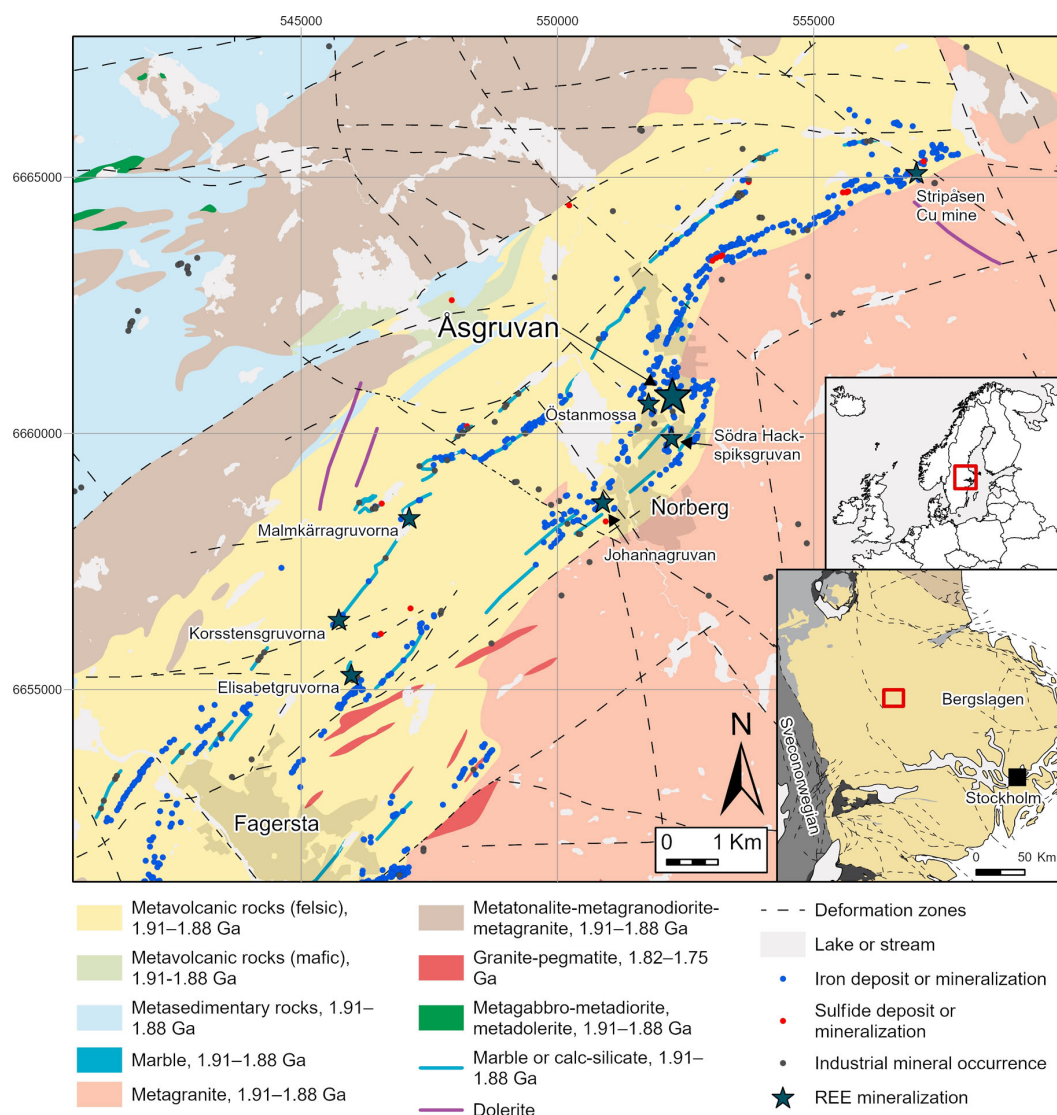 545000
550000
555000
6665000
Stripåsen
Cu mine
Åsgruvan
Östanmossa
6660000
Södra Hack-
spiksgruvan
Norberg
Malmkärragruvorna
Johannagruvan
Korsstensgruvorna
Elisabetgruvorna
6655000
Fagersta
N
0 1 Km
Bergslagen
Sveconorwegian
Stockholm
0 50 Km
Metavolcanic rocks (felsic),
1.91–1.88 Ga
Metavolcanic rocks (mafic),
1.91-1.88 Ga
Metasedimentary rocks, 1.91–
1.88 Ga
Marble, 1.91–1.88 Ga
Metagranite, 1.91–1.88 Ga
Metatonalite-metagranodiorite-
metagranite, 1.91–1.88 Ga
Granite-pegmatite, 1.82–1.75
Ga
Metagabbro-metadiorite,
metadolerite, 1.91–1.88 Ga
Marble or calc-silicate, 1.91–
1.88 Ga
Dolerite
Deformation zones
Lake or stream
Iron deposit or mineralization
Sulfide deposit or
mineralization
Industrial mineral occurrence
REE mineralization